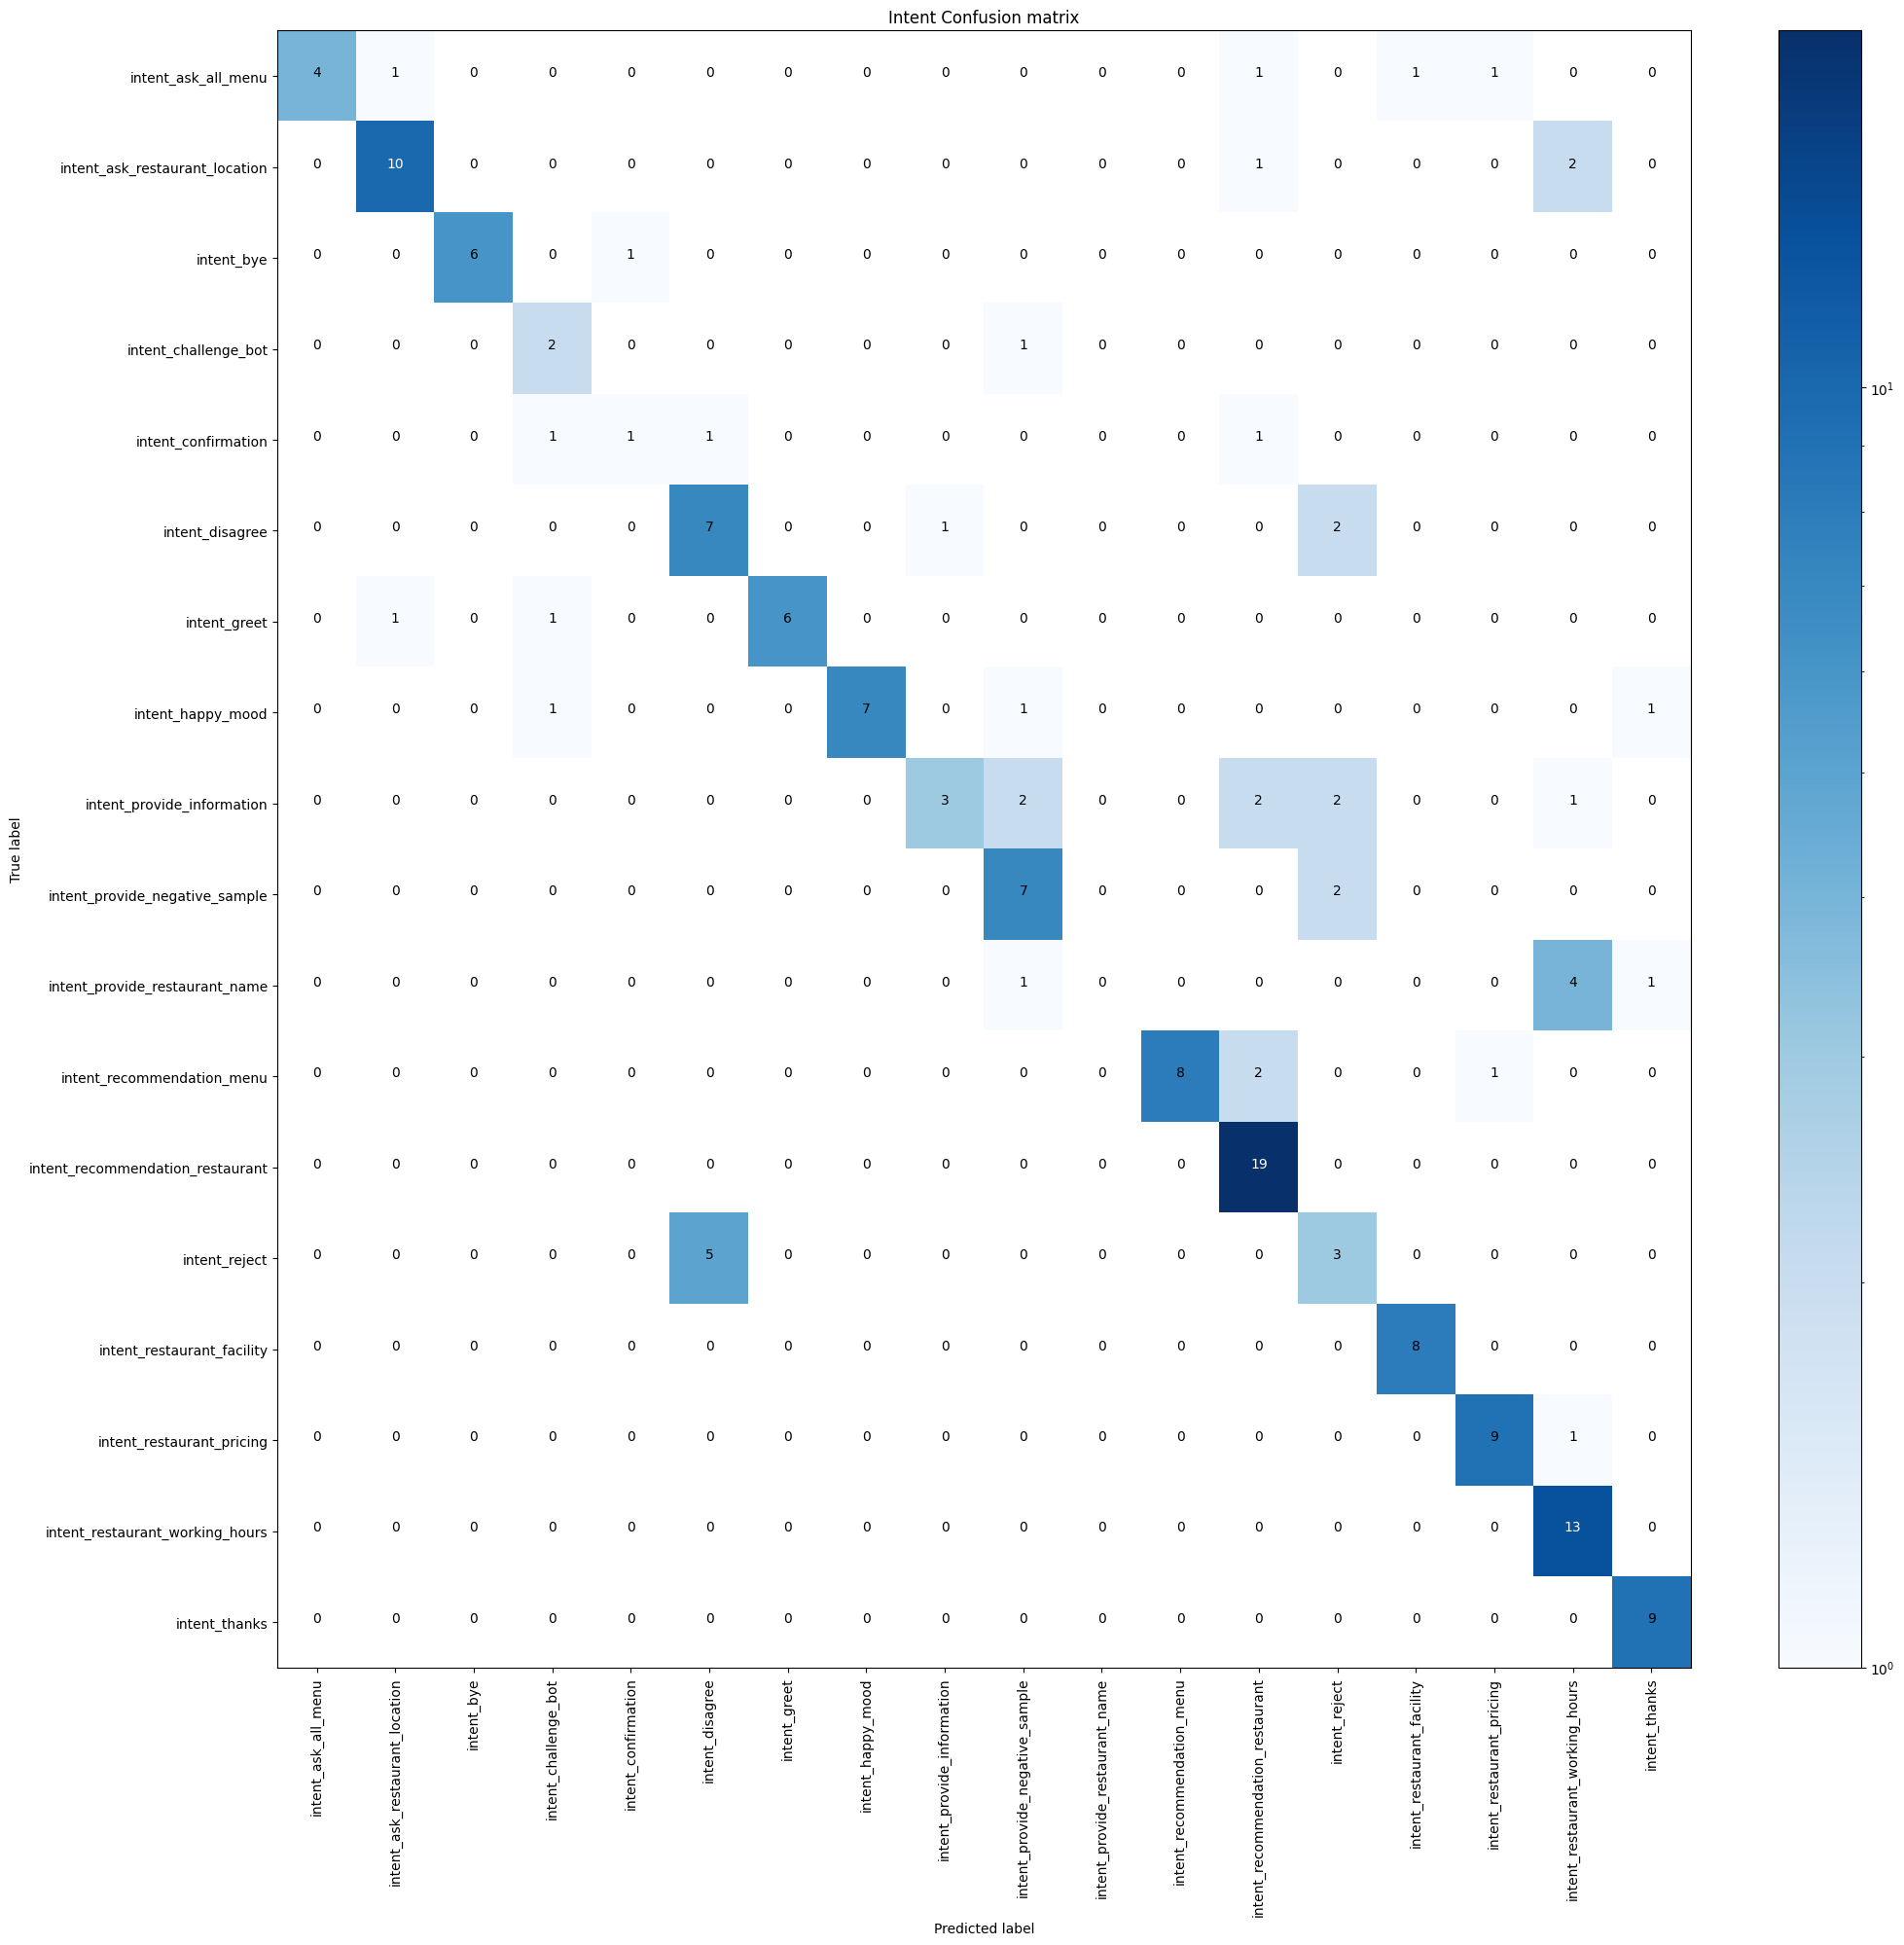 Intent Confusion matrix
intent_ask_all_menu 4 1 0 0 0 0 0 0 0 0 0 0 1 0 1 1 0 0
intent_ask_restaurant_location 0 10 0 0 0 0 0 0 0 0 0 0 1 0 0 0 2 0
intent_bye 0 0 6 0 1 0 0 0 0 0 0 0 0 0 0 0 0 0
intent_challenge_bot 0 0 0 2 0 0 0 0 0 1 0 0 0 0 0 0 0 0
intent_confirmation 0 0 0 1 1 1 0 0 0 0 0 0 1 0 0 0 0 0
intent_disagree 0 0 0 0 0 7 0 0 1 0 0 0 0 2 0 0 0 0
intent_greet 0 1 0 1 0 0 6 0 0 0 0 0 0 0 0 0 0 0
intent_happy_mood 0 0 0 1 0 0 0 7 0 1 0 0 0 0 0 0 0 1
intent_provide_information 0 0 0 0 0 0 0 0 3 2 0 0 2 2 0 0 1 0
intent_provide_negative_sample 0 0 0 0 0 0 0 0 0 7 0 0 0 2 0 0 0 0
intent_provide_restaurant_name 0 0 0 0 0 0 0 0 0 1 0 0 0 0 0 0 4 1
intent_recommendation_menu 0 0 0 0 0 0 0 0 0 0 0 8 2 0 0 1 0 0
intent_recommendation_restaurant 0 0 0 0 0 0 0 0 0 0 0 0 19 0 0 0 0 0
intent_reject 0 0 0 0 0 5 0 0 0 0 0 0 0 3 0 0 0 0
intent_restaurant_facility 0 0 0 0 0 0 0 0 0 0 0 0 0 0 8 0 0 0
intent_restaurant_pricing 0 0 0 0 0 0 0 0 0 0 0 0 0 0 0 9 1 0
intent_restaurant_working_hours 0 0 0 0 0 0 0 0 0 0 0 0 0 0 0 0 13 0
intent_thanks 0 0 0 0 0 0 0 0 0 0 0 0 0 0 0 0 0 9
True label
intent_ask_all_menu
intent_ask_restaurant_location
intent_bye
intent_challenge_bot
intent_confirmation
intent_disagree
intent_greet
intent_happy_mood
intent_provide_information
intent_provide_negative_sample
intent_provide_restaurant_name
intent_recommendation_menu
intent_recommendation_restaurant
intent_reject
intent_restaurant_facility
intent_restaurant_pricing
intent_restaurant_working_hours
intent_thanks
Predicted label
10¹
10⁰